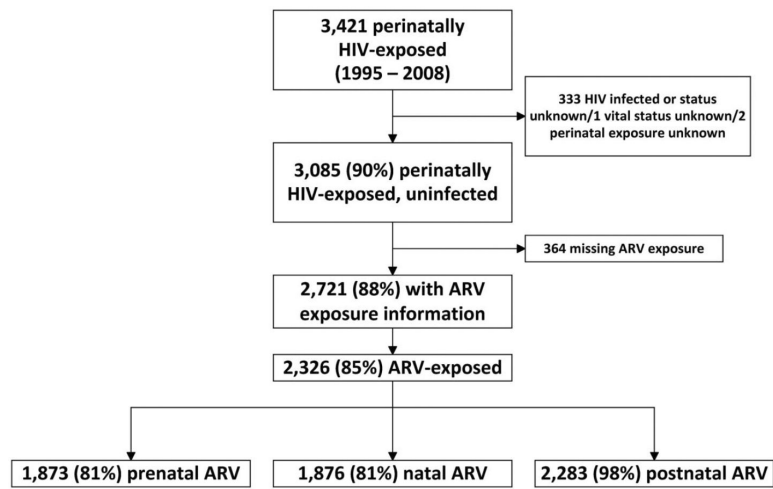 3,421 perinatally
HIV-exposed
(1995 – 2008)
333 HIV infected or status
unknown/1 vital status unknown/2
perinatal exposure unknown
3,085 (90%) perinatally
HIV-exposed, uninfected
364 missing ARV exposure
2,721 (88%) with ARV
exposure information
2,326 (85%) ARV-exposed
1,873 (81%) prenatal ARV
1,876 (81%) natal ARV
2,283 (98%) postnatal ARV